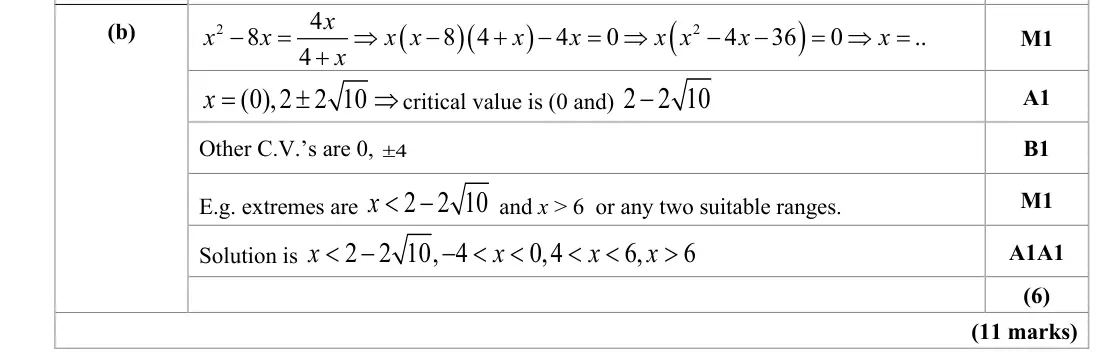 (b) x² − 8x = 4x/(4 + x) ⇒ x(x − 8)(4 + x) − 4x = 0 ⇒ x(x² − 4x − 36) = 0 ⇒ x = .. M1
x = (0), 2 ± 2√10 ⇒ critical value is (0 and) 2 − 2√10 A1
Other C.V.'s are 0, ±4 B1
E.g. extremes are x < 2 − 2√10 and x > 6 or any two suitable ranges. M1
Solution is x < 2 − 2√10, −4 < x < 0, 4 < x < 6, x > 6 A1A1
(6)
(11 marks)